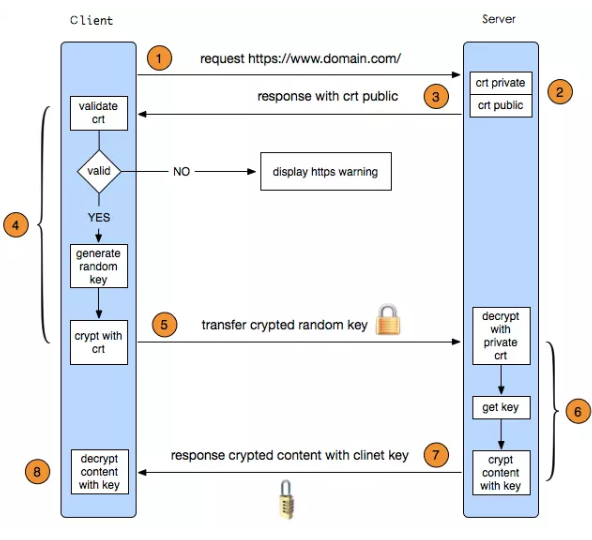 Client
Server
1
request https://www.domain.com/
crt private
2
response with crt public
3
crt public
validate
crt
valid
NO
display https warning
4
YES
generate
random
key
5
transfer crypted random key
decrypt
with
private
crt
crypt with
crt
get key
6
8
decrypt
content
with key
response crypted content with clinet key
7
crypt
content
with key